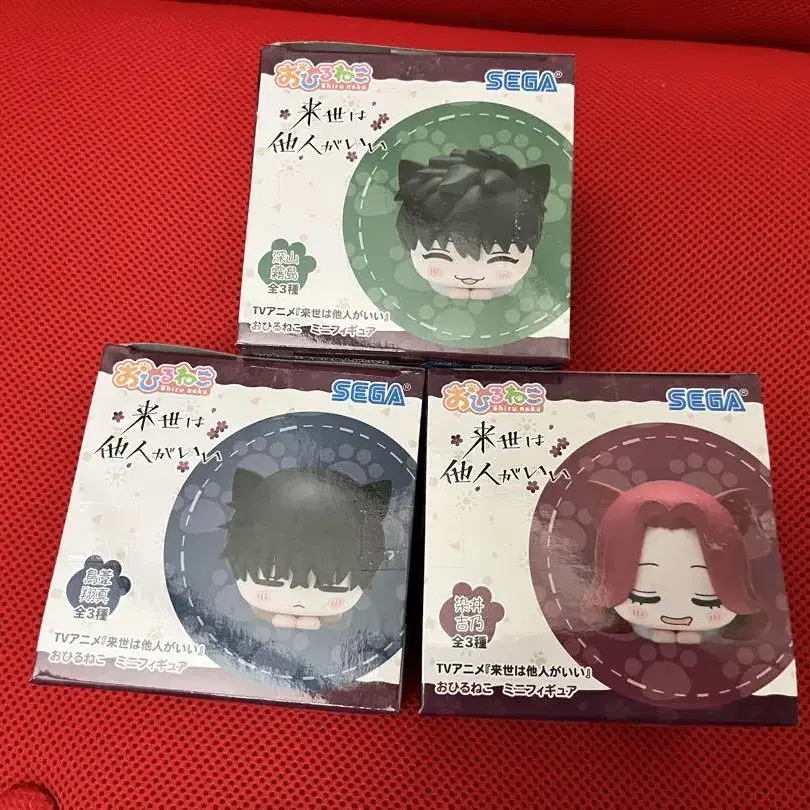 おひるねこ
Ohiru neko
SEGA®
来世は
他人がいい
深山
霧島
全3種
TVアニメ『来世は他人がいい』
おひるねこ ミニフィギュア
おひるねこ
Ohiru neko
SEGA®
来世は
他人がいい
鳥葦
翔真
全3種
TVアニメ『来世は他人がいい』
おひるねこ ミニフィギュア
おひるねこ
Ohiru neko
SEGA®
来世は
他人がいい
染井
吉乃
全3種
TVアニメ『来世は他人がいい』
おひるねこ ミニフィギュア